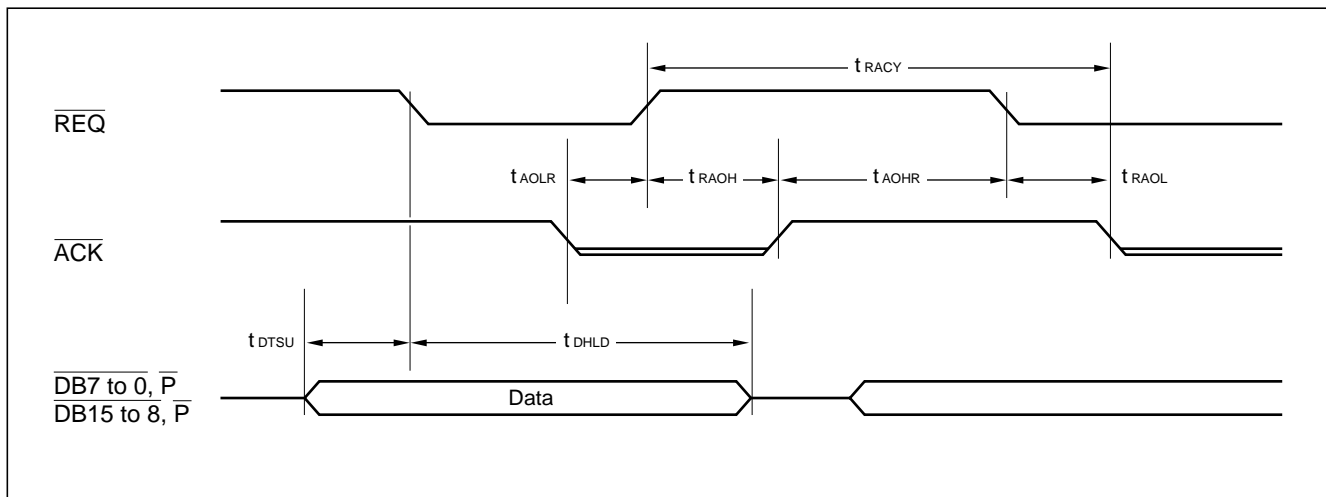 t RACY
REQ
t AOLR
t RAOH
t AOHR
t RAOL
ACK
t DTSU
t DHLD
DB7 to 0, P
Data
DB15 to 8, P